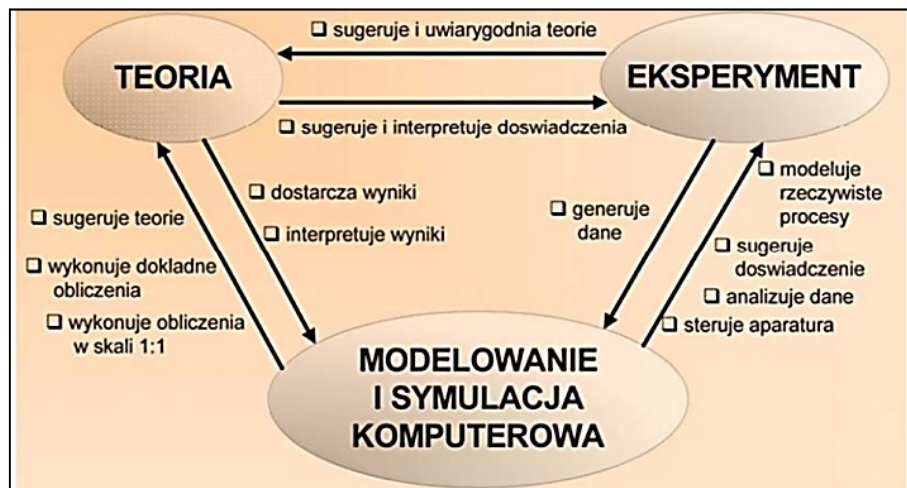 ❑ sugeruje i uwiarygodnia teorie
TEORIA
EKSPERYMENT
❑ sugeruje i interpretuje doswiadczenia
❑ dostarcza wyniki
❑ interpretuje wyniki
❑ sugeruje teorie
❑ wykonuje dokladne
obliczenia
❑ wykonuje obliczenia
w skali 1:1
❑ generuje
dane
❑ modeluje
rzeczywiste
procesy
❑ sugeruje
doswiadczenie
❑ analizuje dane
❑ steruje aparatura
MODELOWANIE
I SYMULACJA
KOMPUTEROWA